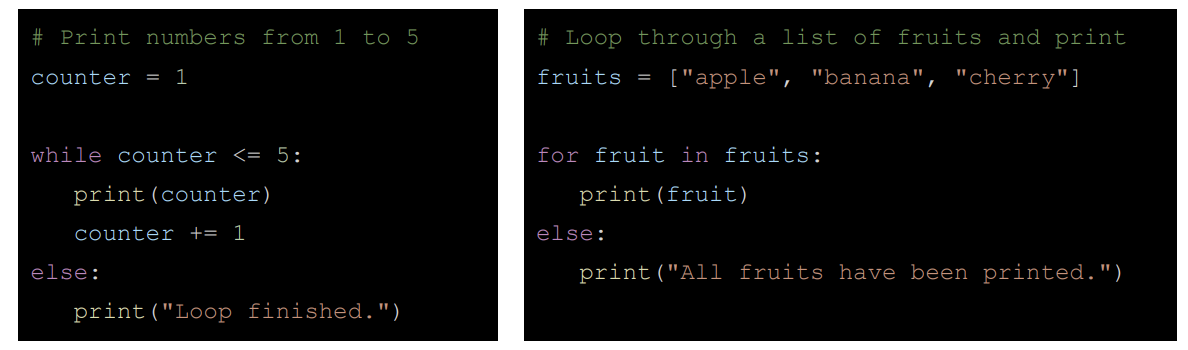 # Print numbers from 1 to 5
counter = 1
while counter <= 5:
print(counter)
counter += 1
else:
print("Loop finished.")
# Loop through a list of fruits and print
fruits = ["apple", "banana", "cherry"]
for fruit in fruits:
print(fruit)
else:
print("All fruits have been printed.")